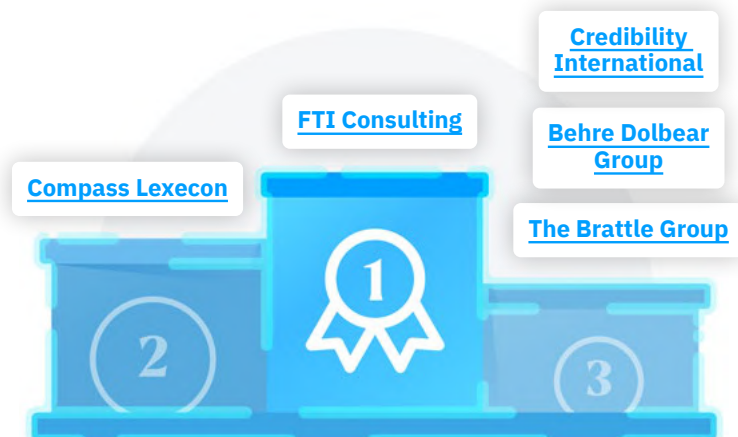 Credibility
International
FTI Consulting
Behre Dolbear
Group
Compass Lexecon
The Brattle Group
1
2
3